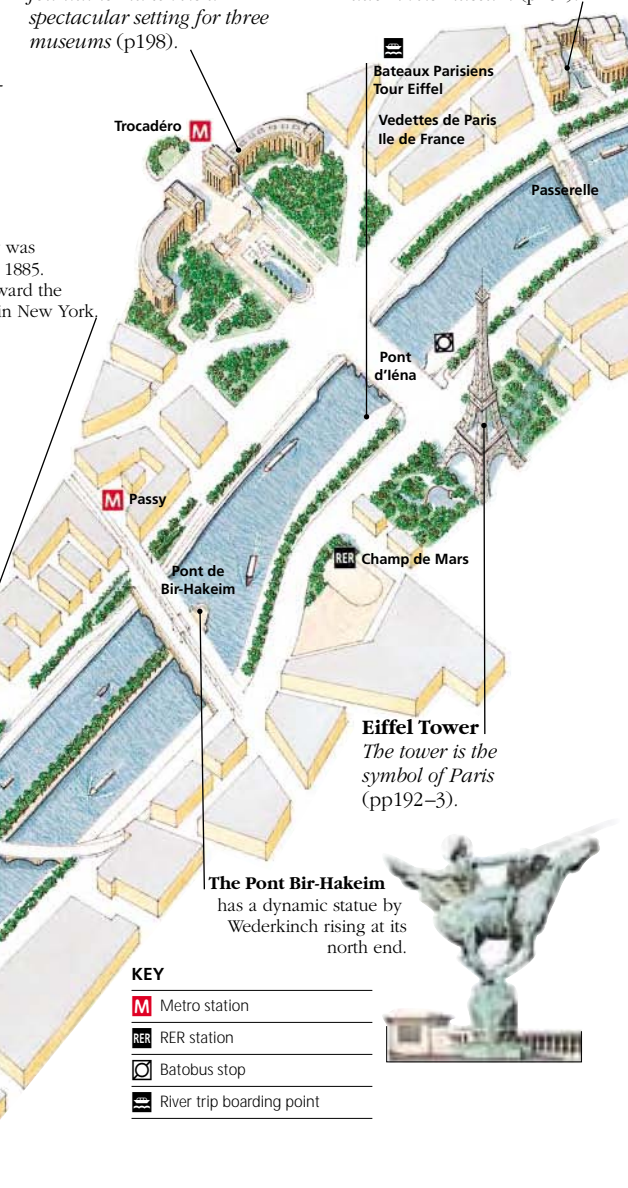 spectacular setting for three
museums (p198).
Bateaux Parisiens
Tour Eiffel
Vedettes de Paris
Ile de France
Trocadéro M
Passerelle
was
1885.
in New York.
Pont
d'Iéna
M Passy
RER Champ de Mars
Pont de
Bir-Hakeim
Eiffel Tower
The tower is the
symbol of Paris
(pp192–3).
The Pont Bir-Hakeim
has a dynamic statue by
Wederkinch rising at its
north end.
KEY
M Metro station
RER RER station
Batobus stop
River trip boarding point